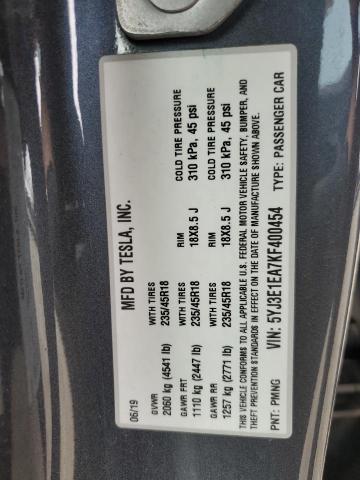 MFD BY TESLA, INC.
06/19
GVWR WITH TIRES RIM COLD TIRE PRESSURE
2060 kg (4541 lb) 235/45R18 18X8.5 J 310 kPa, 45 psi
GAWR FRT WITH TIRES RIM COLD TIRE PRESSURE
1110 kg (2447 lb) 235/45R18 18X8.5 J 310 kPa, 45 psi
GAWR RR WITH TIRES
1257 kg (2771 lb) 235/45R18
THIS VEHICLE CONFORMS TO ALL APPLICABLE U.S. FEDERAL MOTOR VEHICLE SAFETY, BUMPER, AND
THEFT PREVENTION STANDARDS IN EFFECT ON THE DATE OF MANUFACTURE SHOWN ABOVE.
VIN: 5YJ3E1EA7KF400454
PNT: PMNG TYPE: PASSENGER CAR